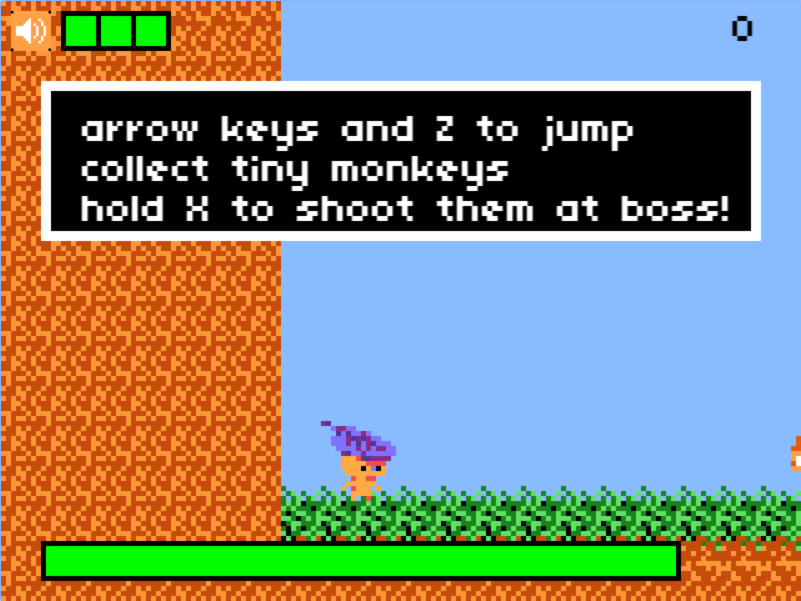 0
arrow keys and Z to jump
collect tiny monkeys
hold X to shoot them at boss!